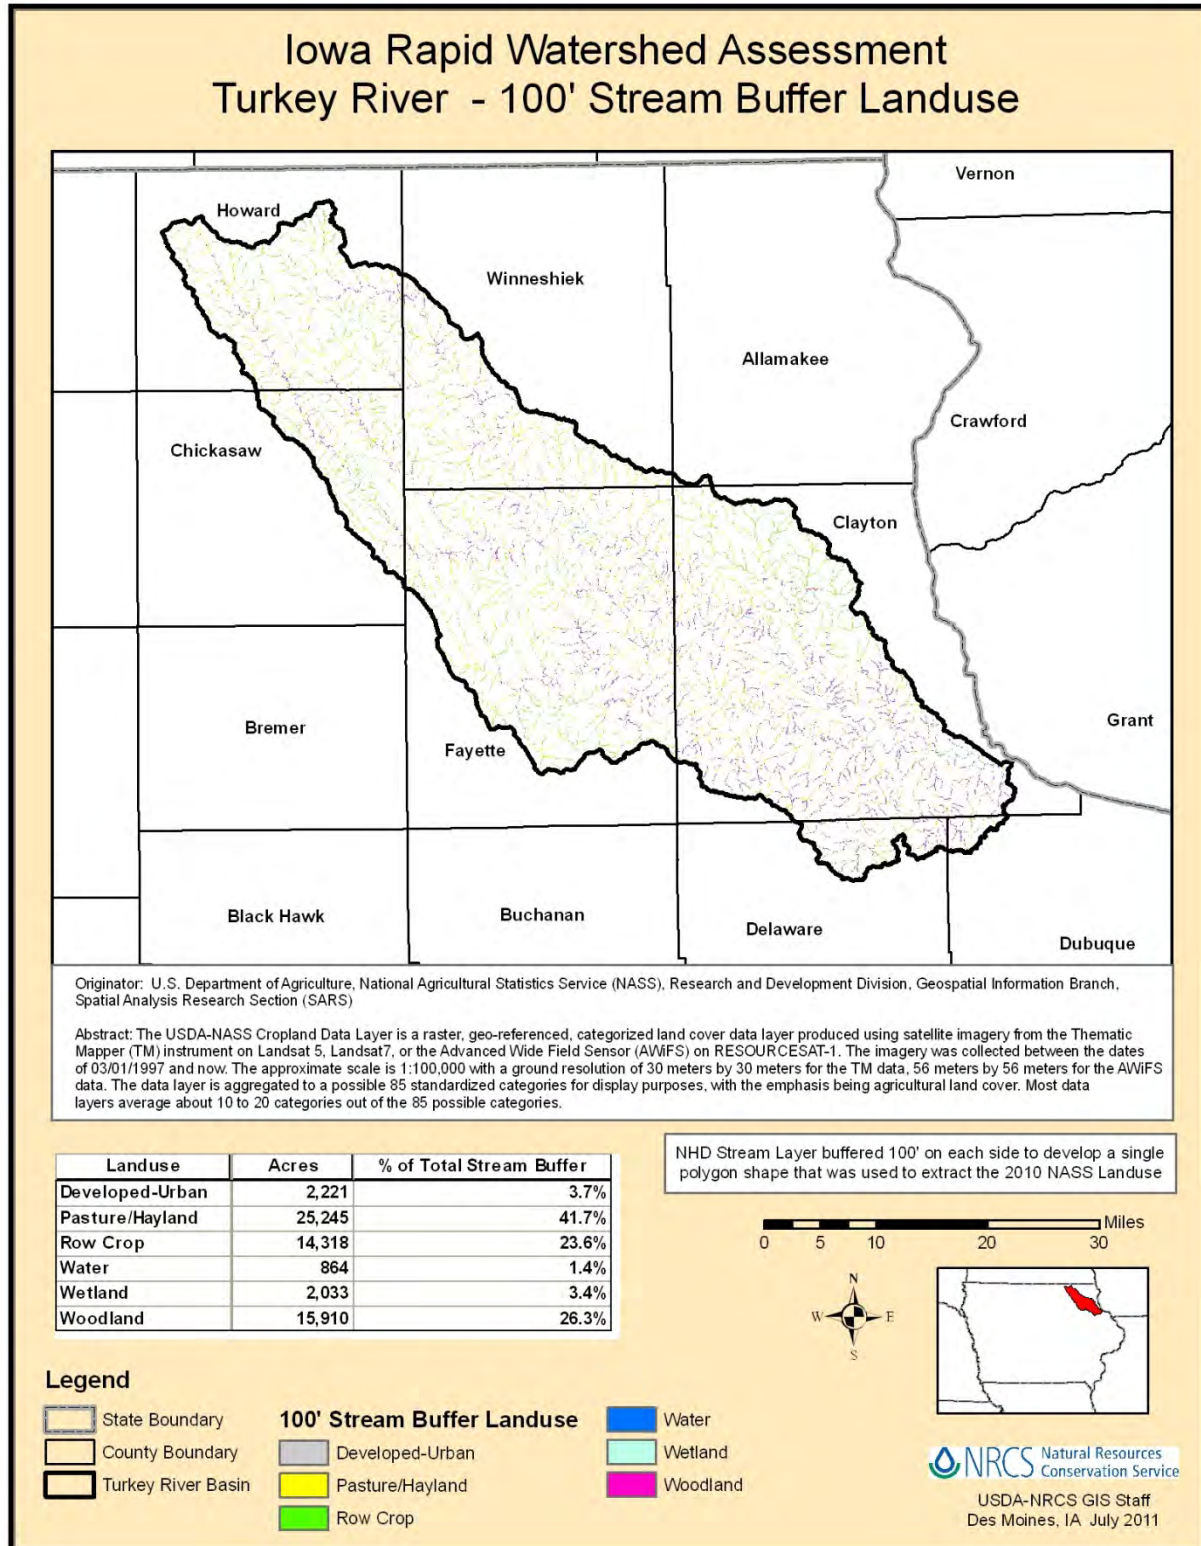 Iowa Rapid Watershed Assessment
Turkey River - 100' Stream Buffer Landuse
Vernon
Howard
Winneshiek
Allamakee
Crawford
Chickasaw
Clayton
Grant
Bremer
Fayette
Black Hawk
Buchanan
Delaware
Dubuque
Originator: U.S. Department of Agriculture, National Agricultural Statistics Service (NASS), Research and Development Division, Geospatial Information Branch,
Spatial Analysis Research Section (SARS)
Abstract: The USDA-NASS Cropland Data Layer is a raster, geo-referenced, categorized land cover data layer produced using satellite imagery from the Thematic
Mapper (TM) instrument on Landsat 5, Landsat7, or the Advanced Wide Field Sensor (AWiFS) on RESOURCESAT-1. The imagery was collected between the dates
of 03/01/1997 and now. The approximate scale is 1:100,000 with a ground resolution of 30 meters by 30 meters for the TM data, 56 meters by 56 meters for the AWiFS
data. The data layer is aggregated to a possible 85 standardized categories for display purposes, with the emphasis being agricultural land cover. Most data
layers average about 10 to 20 categories out of the 85 possible categories.
Landuse Acres % of Total Stream Buffer
Developed-Urban 2,221 3.7%
Pasture/Hayland 25,245 41.7%
Row Crop 14,318 23.6%
Water 864 1.4%
Wetland 2,033 3.4%
Woodland 15,910 26.3%
NHD Stream Layer buffered 100' on each side to develop a single
polygon shape that was used to extract the 2010 NASS Landuse
Miles
0 5 10 20 30
N
W E
S
Legend
State Boundary
County Boundary
Turkey River Basin
100' Stream Buffer Landuse
Developed-Urban
Pasture/Hayland
Row Crop
Water
Wetland
Woodland
NRCS Natural Resources
Conservation Service
USDA-NRCS GIS Staff
Des Moines, IA July 2011